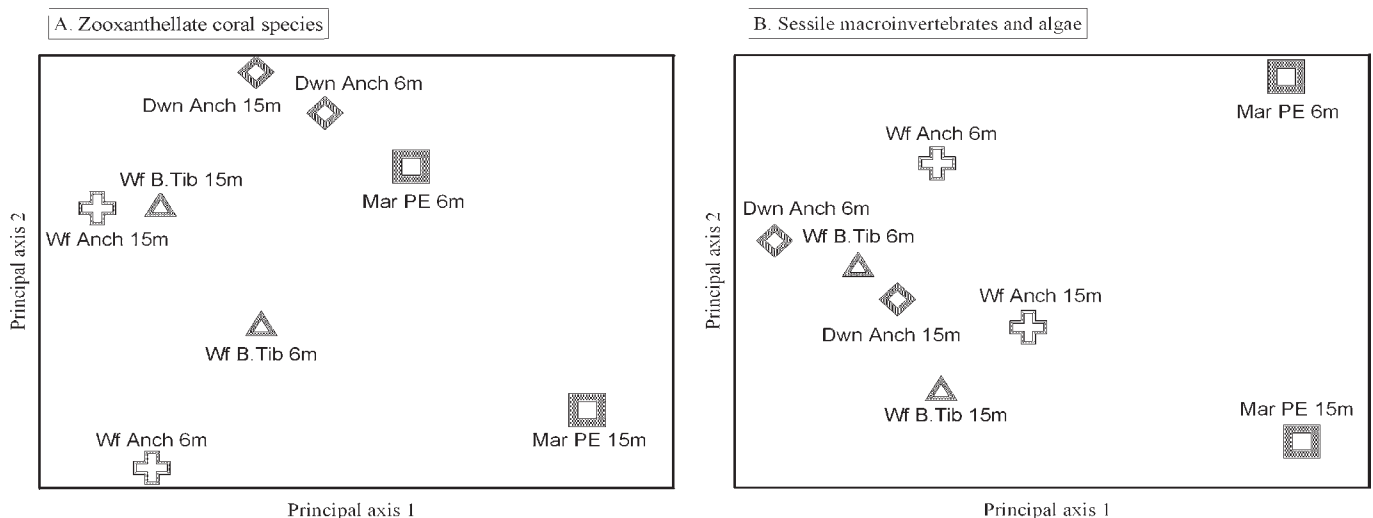 A. Zooxanthellate coral species
Dwn Anch 6m
Dwn Anch 15m
Wf B.Tib 15m
Mar PE 6m
Wf Anch 15m
Wf B.Tib 6m
Wf Anch 6m
Mar PE 15m
Principal axis 2
Principal axis 1
B. Sessile macroinvertebrates and algae
Mar PE 6m
Wf Anch 6m
Dwn Anch 6m
Wf B.Tib 6m
Wf Anch 15m
Dwn Anch 15m
Wf B.Tib 15m
Mar PE 15m
Principal axis 2
Principal axis 1